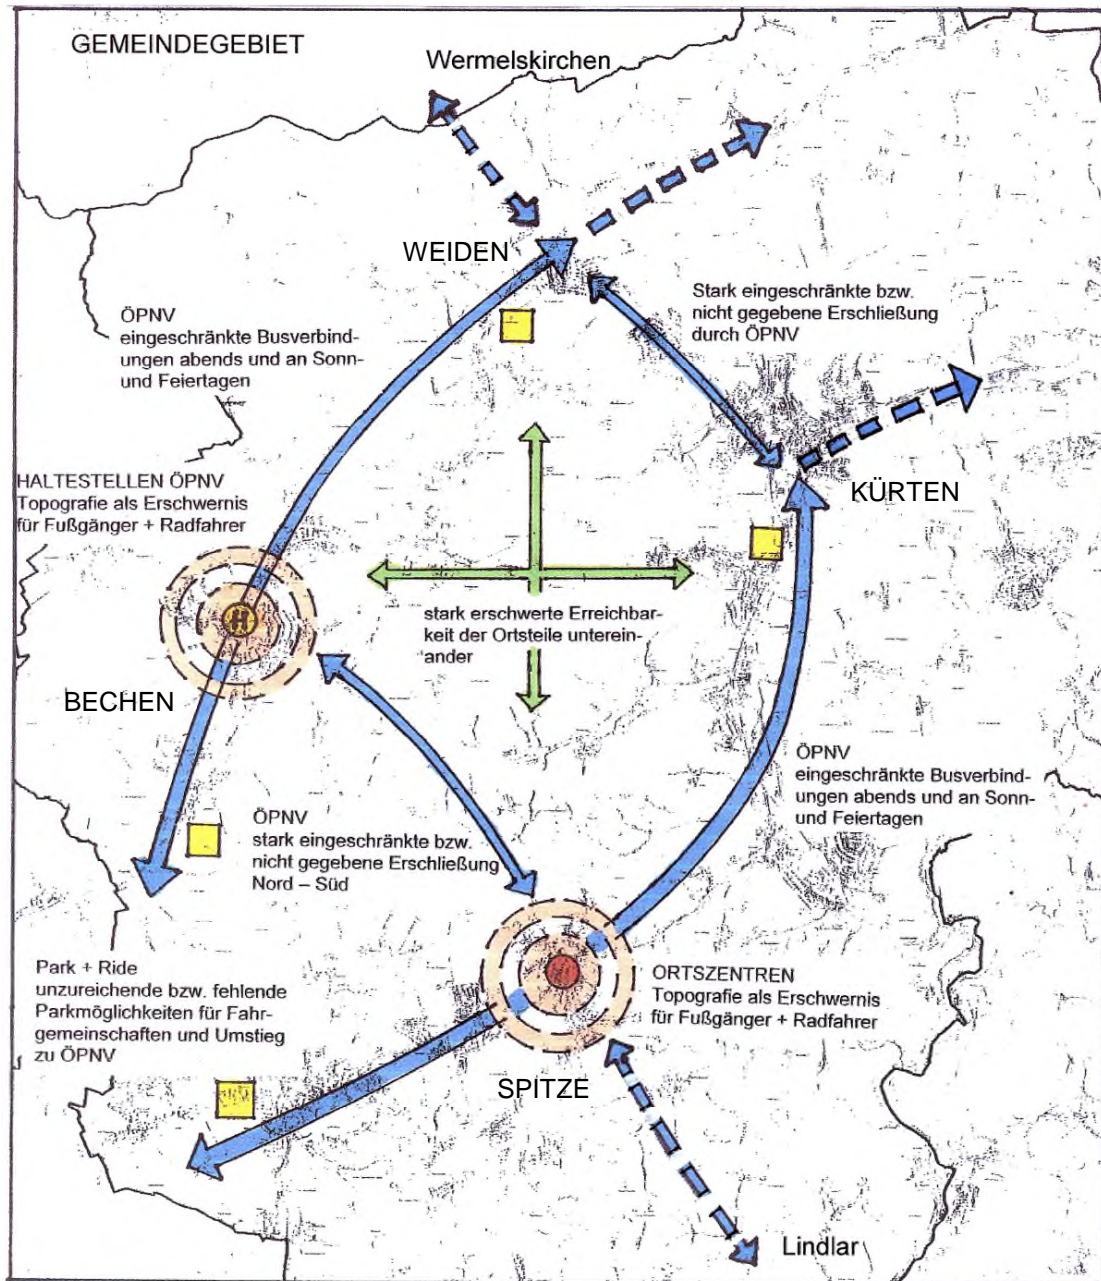 GEMEINDEGEBIET
Wermelskirchen
WEIDEN
ÖPNV
eingeschränkte Busverbind-
ungen abends und an Sonn-
und Feiertagen
Stark eingeschränkte bzw.
nicht gegebene Erschließung
durch ÖPNV
HALTESTELLEN ÖPNV
Topografie als Erschwernis
für Fußgänger + Radfahrer
KÜRTEN
H
stark erschwerte Erreichbar-
keit der Ortsteile unterein-
ander
BECHEN
ÖPNV
eingeschränkte Busverbind-
ungen abends und an Sonn-
und Feiertagen
ÖPNV
stark eingeschränkte bzw.
nicht gegebene Erschließung
Nord – Süd
Park + Ride
unzureichende bzw. fehlende
Parkmöglichkeiten für Fahr-
gemeinschaften und Umstieg
zu ÖPNV
ORTSZENTREN
Topografie als Erschwernis
für Fußgänger + Radfahrer
SPITZE
Lindlar